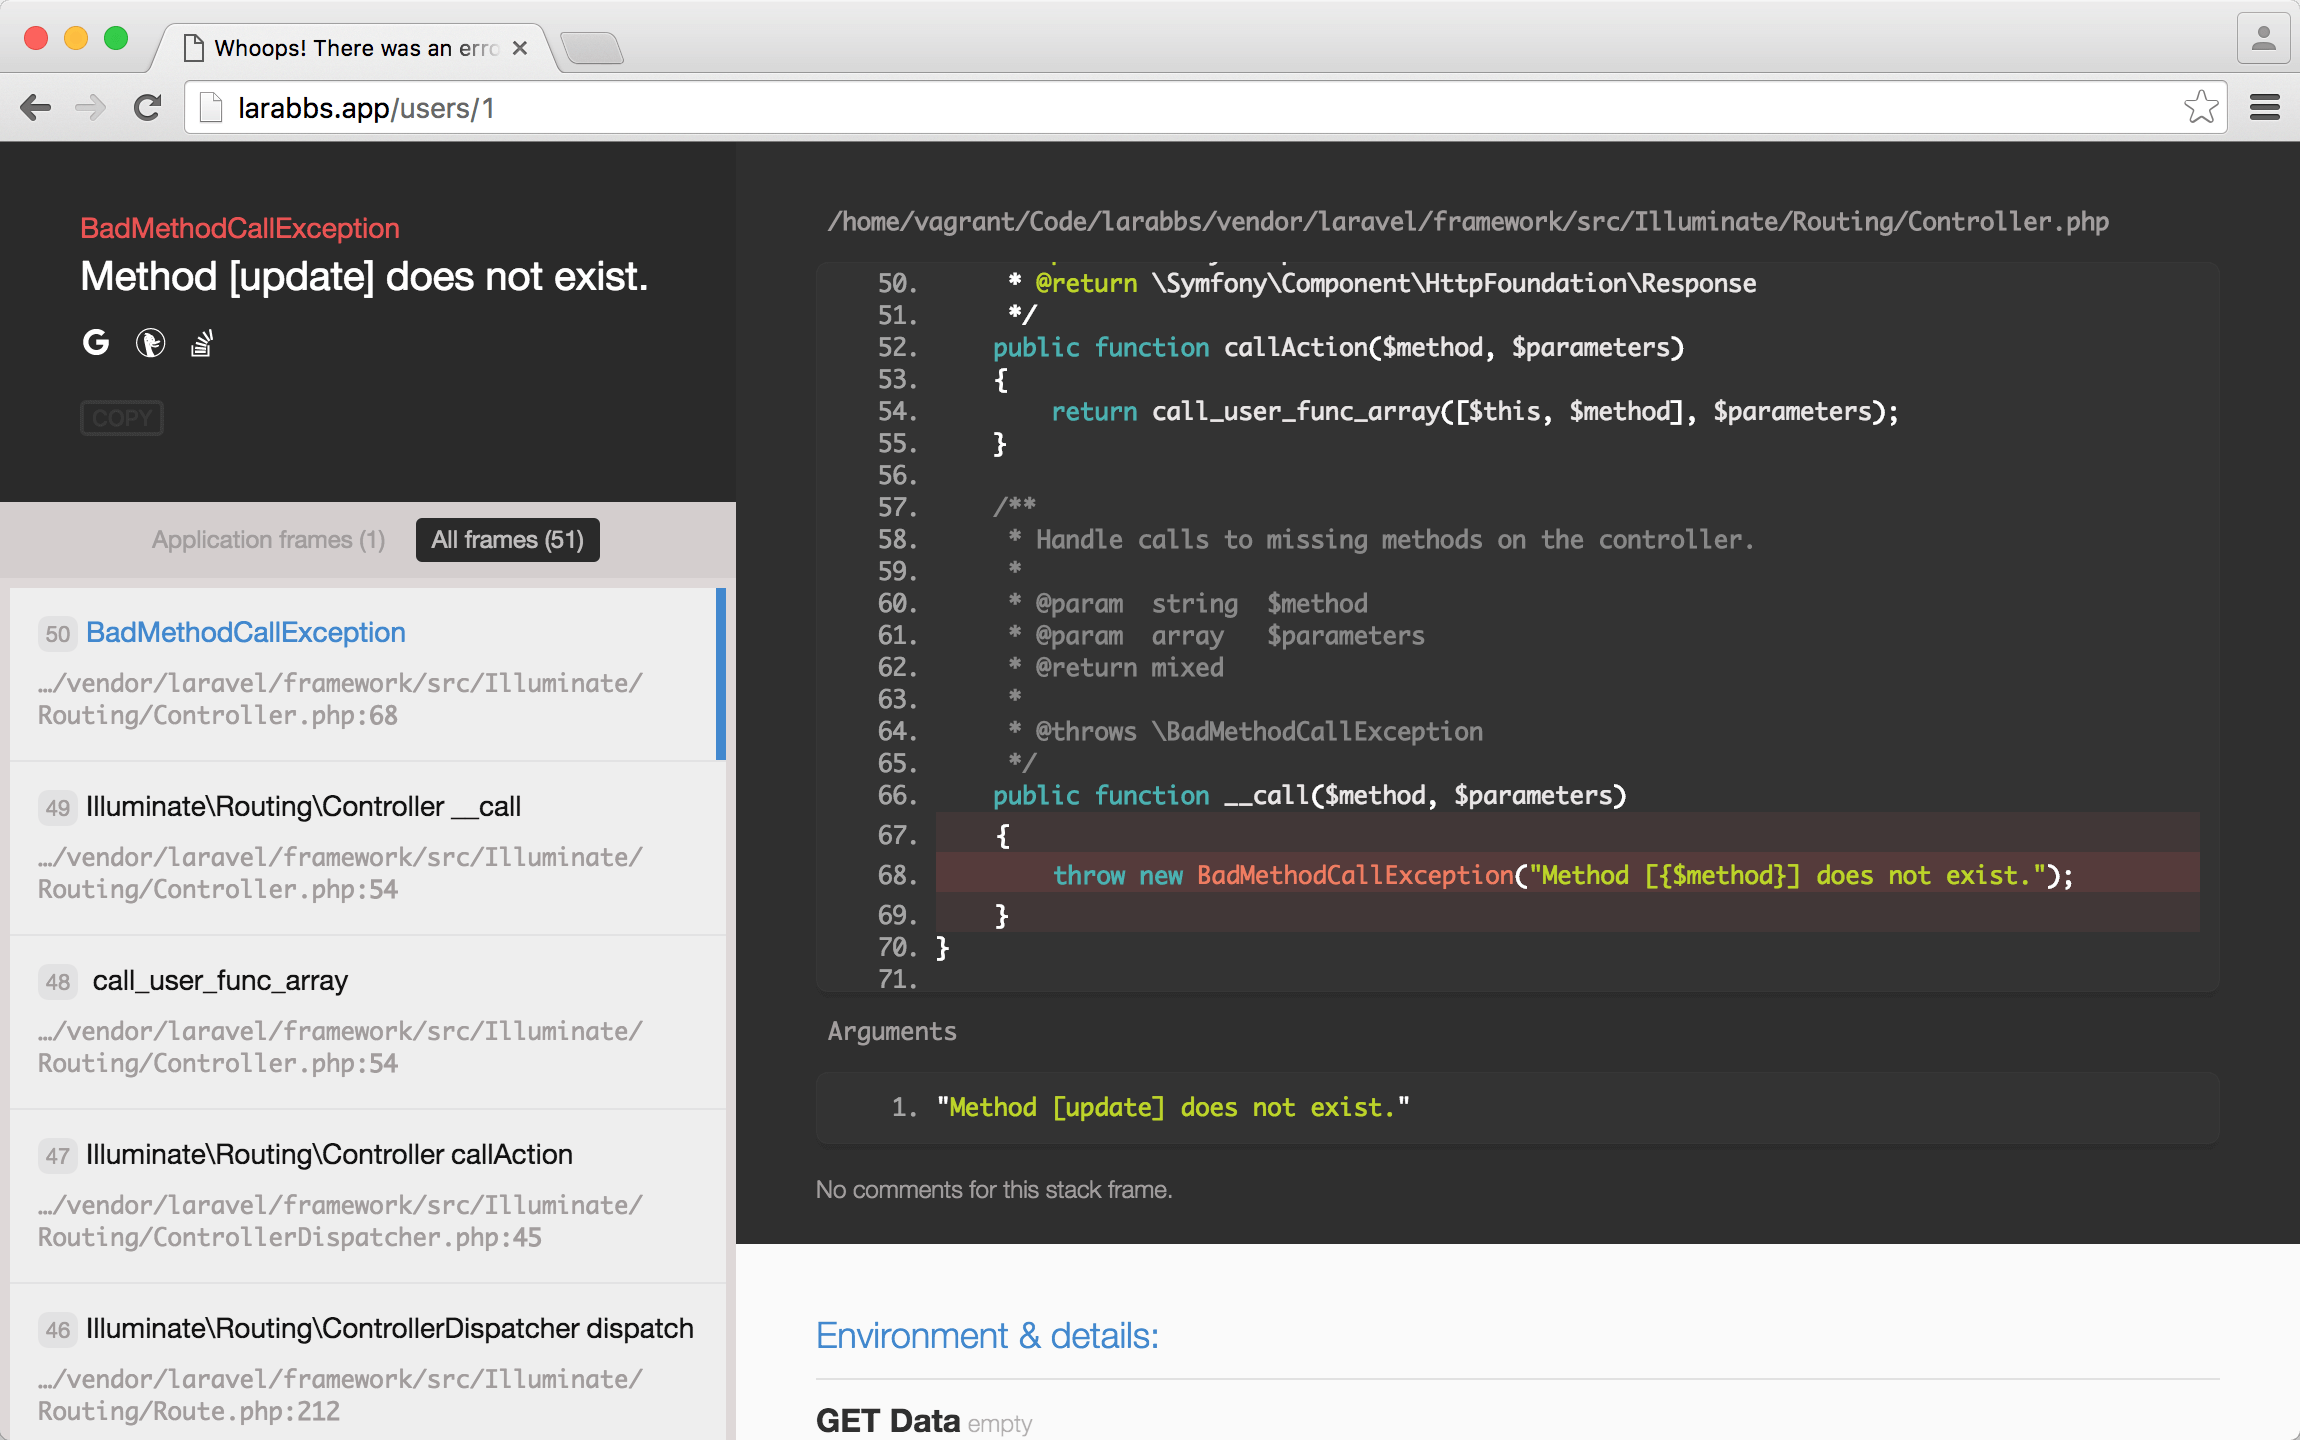 Whoops! There was an erro
larabbs.app/users/1
BadMethodCallException
Method [update] does not exist.
COPY
Application frames (1)
All frames (51)
50 BadMethodCallException
…/vendor/laravel/framework/src/Illuminate/
Routing/Controller.php:68
49 Illuminate\Routing\Controller __call
…/vendor/laravel/framework/src/Illuminate/
Routing/Controller.php:54
48 call_user_func_array
…/vendor/laravel/framework/src/Illuminate/
Routing/Controller.php:54
47 Illuminate\Routing\Controller callAction
…/vendor/laravel/framework/src/Illuminate/
Routing/ControllerDispatcher.php:45
46 Illuminate\Routing\ControllerDispatcher dispatch
…/vendor/laravel/framework/src/Illuminate/
Routing/Route.php:212
/home/vagrant/Code/larabbs/vendor/laravel/framework/src/Illuminate/Routing/Controller.php
50. * @return \Symfony\Component\HttpFoundation\Response
51. */
52. public function callAction($method, $parameters)
53. {
54. return call_user_func_array([$this, $method], $parameters);
55. }
56.
57. /**
58. * Handle calls to missing methods on the controller.
59. *
60. * @param string $method
61. * @param array $parameters
62. * @return mixed
63. *
64. * @throws \BadMethodCallException
65. */
66. public function __call($method, $parameters)
67. {
68. throw new BadMethodCallException("Method [{$method}] does not exist.");
69. }
70. }
71.
Arguments
1. "Method [update] does not exist."
No comments for this stack frame.
Environment & details:
GET Data empty